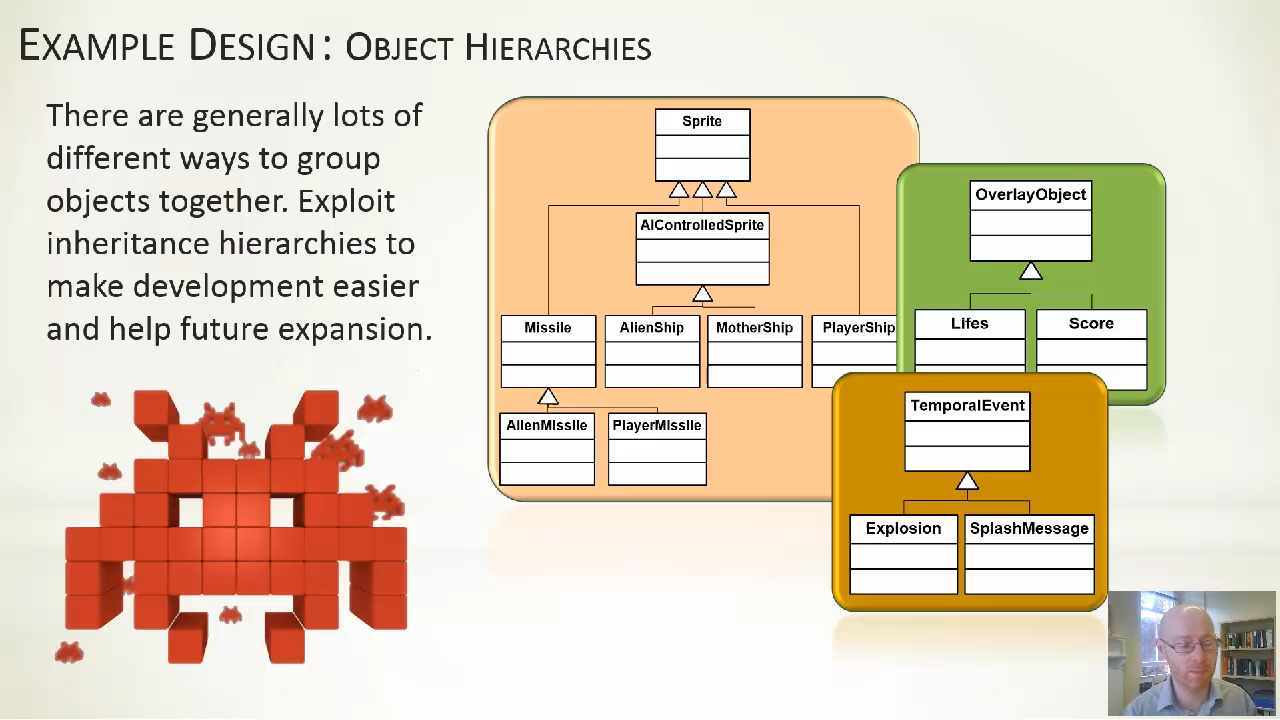 EXAMPLE DESIGN: OBJECT HIERARCHIES
There are generally lots of
different ways to group
objects together. Exploit
inheritance hierarchies to
make development easier
and help future expansion.
Sprite
AIControlledSprite
Missile
AlienShip
MotherShip
PlayerShip
AlienMissile
PlayerMissile
OverlayObject
Lifes
Score
TemporalEvent
Explosion
SplashMessage